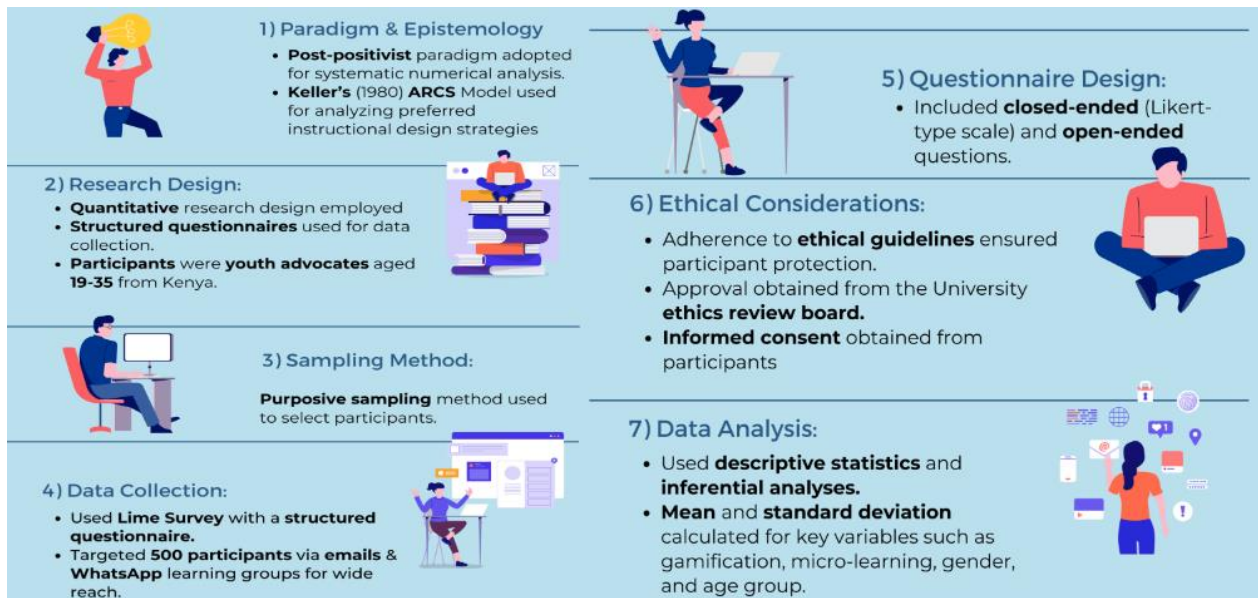 1) Paradigm & Epistemology
• Post-positivist paradigm adopted
for systematic numerical analysis.
• Keller's (1980) ARCS Model used
for analyzing preferred
instructional design strategies
2) Research Design:
• Quantitative research design employed
• Structured questionnaires used for data
collection.
• Participants were youth advocates aged
19-35 from Kenya.
3) Sampling Method:
Purposive sampling method used
to select participants.
4) Data Collection:
• Used Lime Survey with a structured
questionnaire.
• Targeted 500 participants via emails &
WhatsApp learning groups for wide
reach.
5) Questionnaire Design:
• Included closed-ended (Likert-
type scale) and open-ended
questions.
6) Ethical Considerations:
• Adherence to ethical guidelines ensured
participant protection.
• Approval obtained from the University
ethics review board.
• Informed consent obtained from
participants
7) Data Analysis:
• Used descriptive statistics and
inferential analyses.
• Mean and standard deviation
calculated for key variables such as
gamification, micro-learning, gender,
and age group.